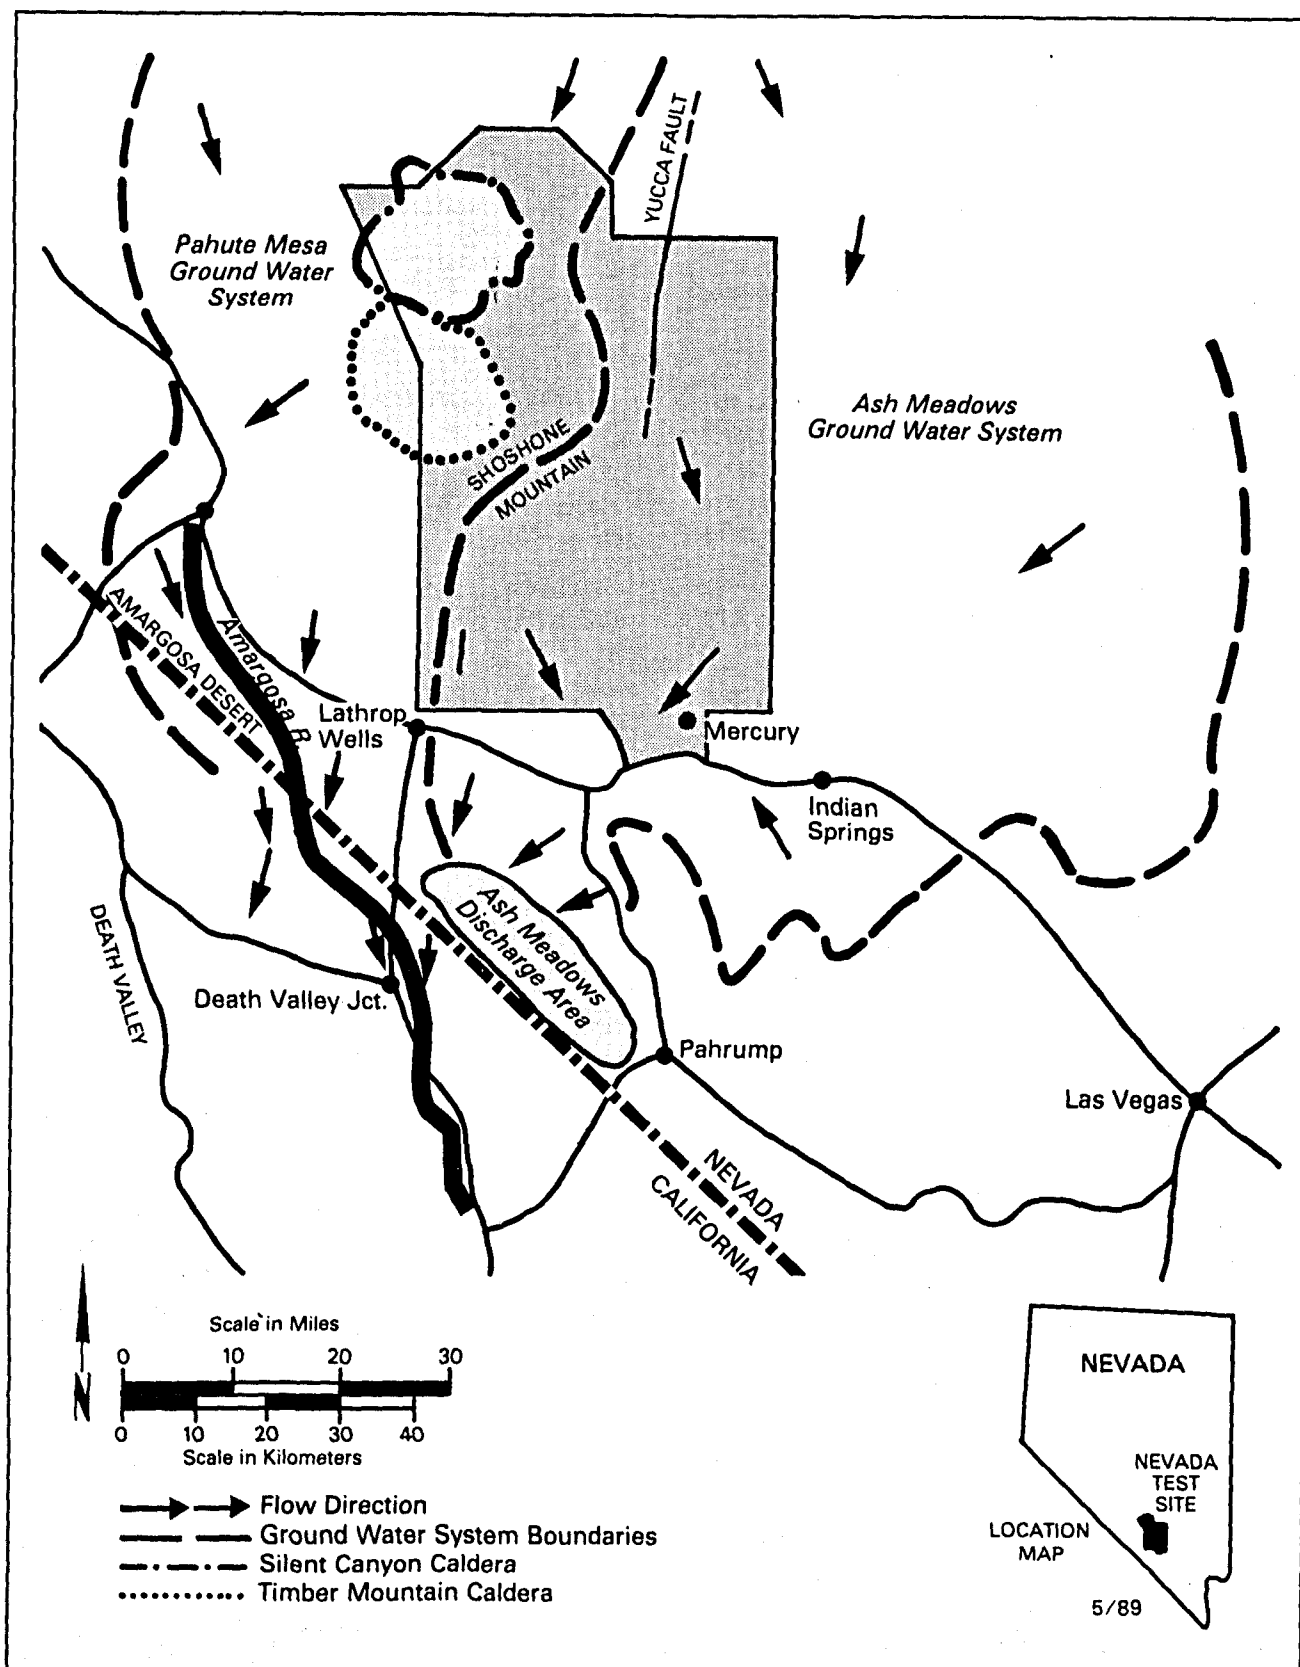 YUCCA FAULT
Pahute Mesa
Ground Water
System
Ash Meadows
Ground Water System
SHOSHONE
MOUNTAIN
AMARGOSA DESERT
Amargosa R.
Lathrop
Wells
Mercury
Indian
Springs
Ash Meadows
Discharge Area
DEATH VALLEY
Death Valley Jct.
Pahrump
Las Vegas
NEVADA
CALIFORNIA
Scale in Miles
0 10 20 30
0 10 20 30 40
Scale in Kilometers
N
Flow Direction
Ground Water System Boundaries
Silent Canyon Caldera
Timber Mountain Caldera
NEVADA
NEVADA
TEST
SITE
LOCATION
MAP
5/89